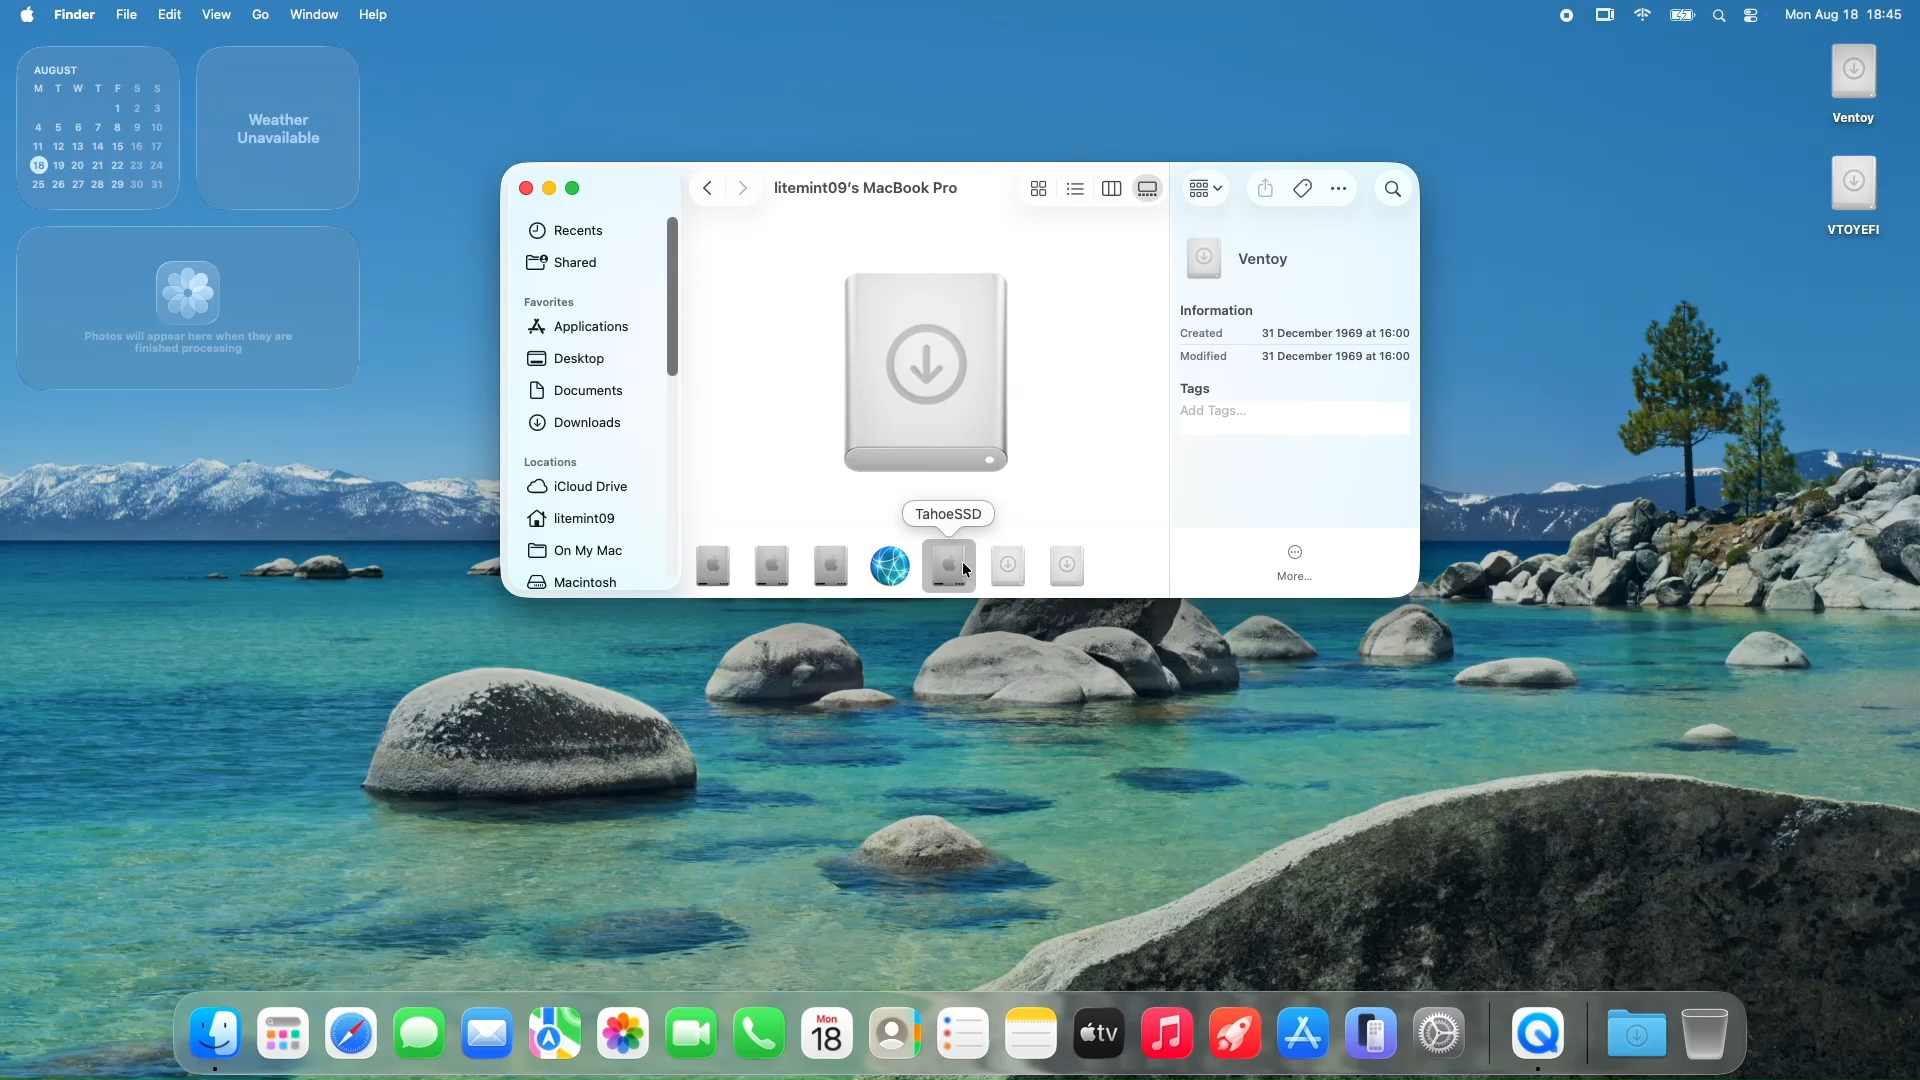 Finder File Edit View Go Window Help
Mon Aug 18 18:45
AUGUST
M T W T F S S
1 2 3
4 5 6 7 8 9 10
11 12 13 14 15 16 17
18 19 20 21 22 23 24
25 26 27 28 29 30 31
Weather
Unavailable
Photos will appear here when they are
finished processing
Ventoy
VTOYEFI
litemint09’s MacBook Pro
Recents
Shared
Favorites
Applications
Desktop
Documents
Downloads
Locations
iCloud Drive
litemint09
On My Mac
Macintosh
TahoeSSD
Ventoy
Information
Created 31 December 1969 at 16:00
Modified 31 December 1969 at 16:00
Tags
Add Tags...
More...
Mon
18
tv